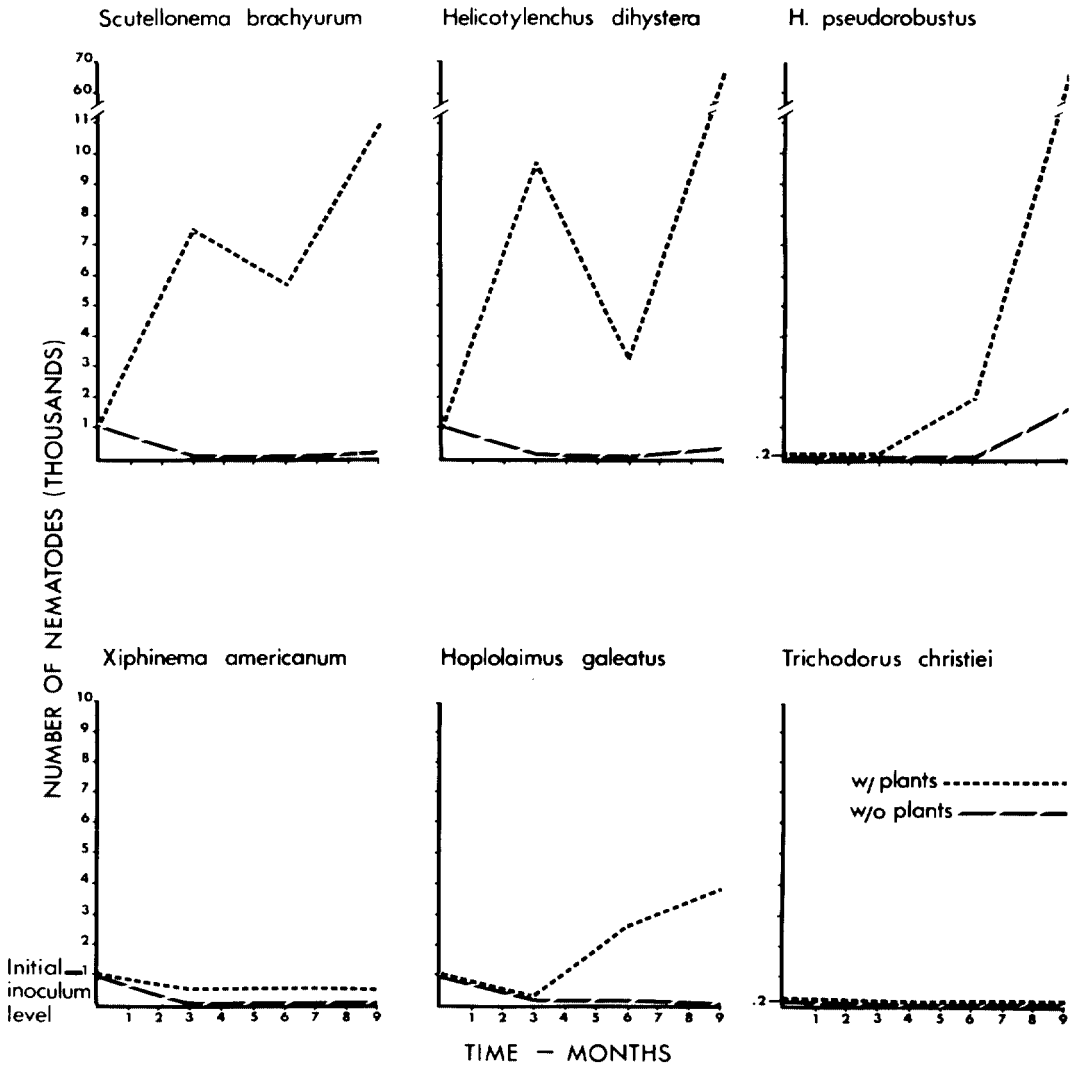 Scutellonema brachyurum
Helicotylenchus dihystera
H. pseudorobustus
NUMBER OF NEMATODES (THOUSANDS)
70
60
11
10
9
8
7
6
5
4
3
2
1
.2
Xiphinema americanum
Hoplolaimus galeatus
Trichodorus christiei
10
9
8
7
6
5
4
3
2
1
Initial
inoculum
level
w/ plants
w/o plants
.2
1 2 3 4 5 6 7 8 9
1 2 3 4 5 6 7 8 9
1 2 3 4 5 6 7 8 9
TIME – MONTHS